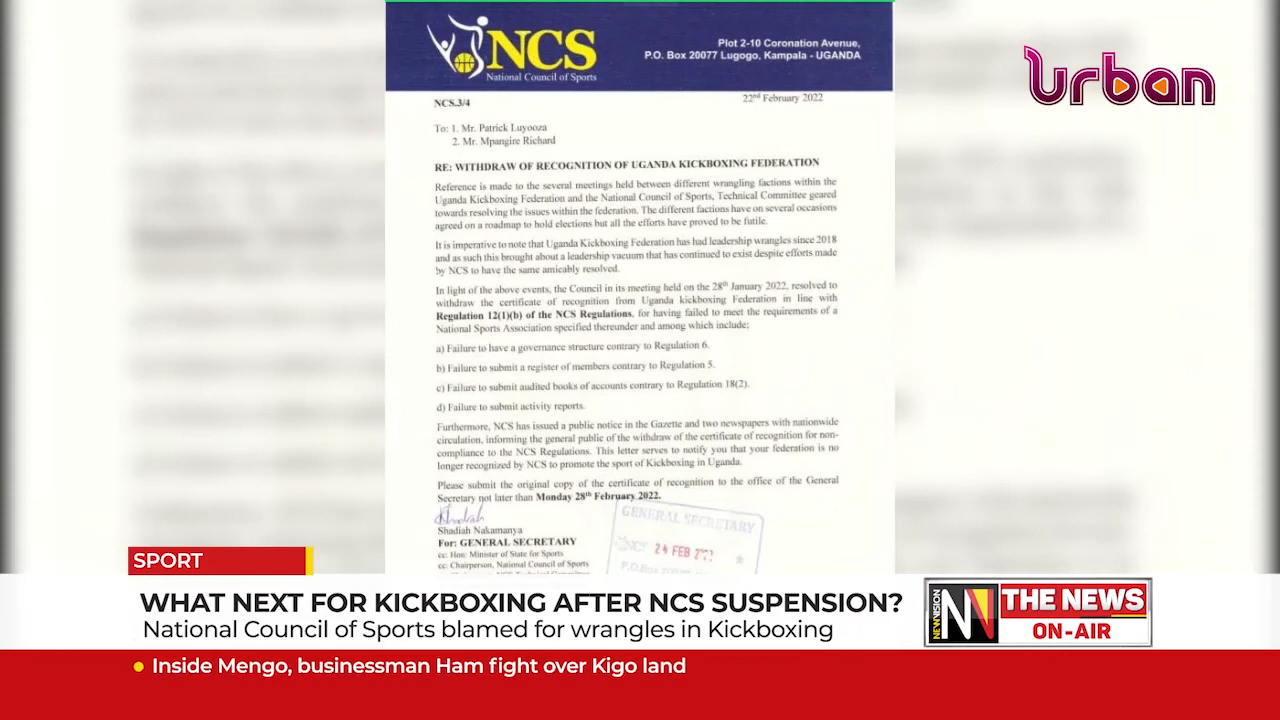 NCS
National Council of Sports
Plot 2-10 Coronation Avenue,
P.O. Box 20077 Lugogo, Kampala - UGANDA
urban
NCS.3/4
22nd February 2022
To: 1. Mr. Patrick Luyooza
2. Mr. Mpangire Richard
RE: WITHDRAW OF RECOGNITION OF UGANDA KICKBOXING FEDERATION
Reference is made to the several meetings held between different wrangling factions within the
Uganda Kickboxing Federation and the National Council of Sports, Technical Committee geared
towards resolving the issues within the federation. The different factions have on several occasions
agreed on a roadmap to hold elections but all the efforts have proved to be futile.
It is imperative to note that Uganda Kickboxing Federation has had leadership wrangles since 2018
and as such this brought about a leadership vacuum that has continued to exist despite efforts made
by NCS to have the same amicably resolved.
In light of the above events, the Council in its meeting held on the 28th January 2022, resolved to
withdraw the certificate of recognition from Uganda kickboxing Federation in line with
Regulation 12(1)(b) of the NCS Regulations, for having failed to meet the requirements of a
National Sports Association specified thereunder and among which include;
a) Failure to have a governance structure contrary to Regulation 6.
b) Failure to submit a register of members contrary to Regulation 5.
c) Failure to submit audited books of accounts contrary to Regulation 18(2).
d) Failure to submit activity reports.
Furthermore, NCS has issued a public notice in the Gazette and two newspapers with nationwide
circulation, informing the general public of the withdraw of the certificate of recognition for non-
compliance to the NCS Regulations. This letter serves to notify you that your federation is no
longer recognized by NCS to promote the sport of Kickboxing in Uganda.
Please submit the original copy of the certificate of recognition to the office of the General
Secretary not later than Monday 28th February 2022.
Shadiah Nakamanya
For: GENERAL SECRETARY
cc: Hon: Minister of State for Sports
cc: Chairperson, National Council of Sports
GENERAL SECRETARY
NCS
24 FEB
P.O.Box
SPORT
WHAT NEXT FOR KICKBOXING AFTER NCS SUSPENSION?
National Council of Sports blamed for wrangles in Kickboxing
NEW VISION
N
THE NEWS
ON-AIR
Inside Mengo, businessman Ham fight over Kigo land